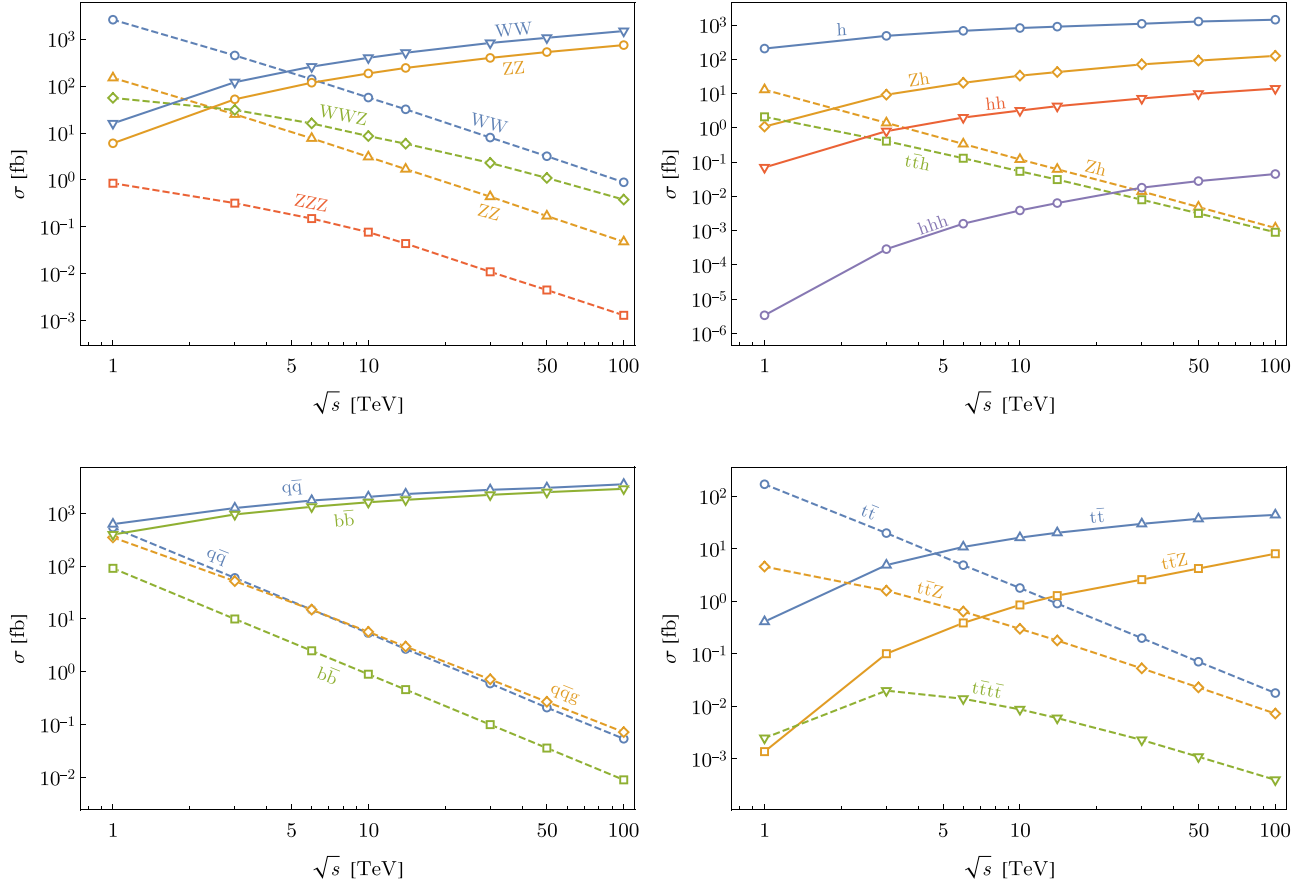 10³
10²
10¹
10⁰
10⁻¹
10⁻²
10⁻³
σ [fb]
WW
ZZ
WWZ
WW
ZZZ
ZZ
1 5 10 50 100
√s [TeV]
10³
10²
10¹
10⁰
10⁻¹
10⁻²
10⁻³
10⁻⁴
10⁻⁵
10⁻⁶
σ [fb]
h
Zh
hh
tt̅h
Zh
hhh
1 5 10 50 100
√s [TeV]
10³
10²
10¹
10⁰
10⁻¹
10⁻²
σ [fb]
qq̅
bb̅
qq̅
bb̅
qq̅g
1 5 10 50 100
√s [TeV]
10²
10¹
10⁰
10⁻¹
10⁻²
10⁻³
σ [fb]
tt̅
tt̅
tt̅Z
tt̅Z
tt̅tt̅
1 5 10 50 100
√s [TeV]